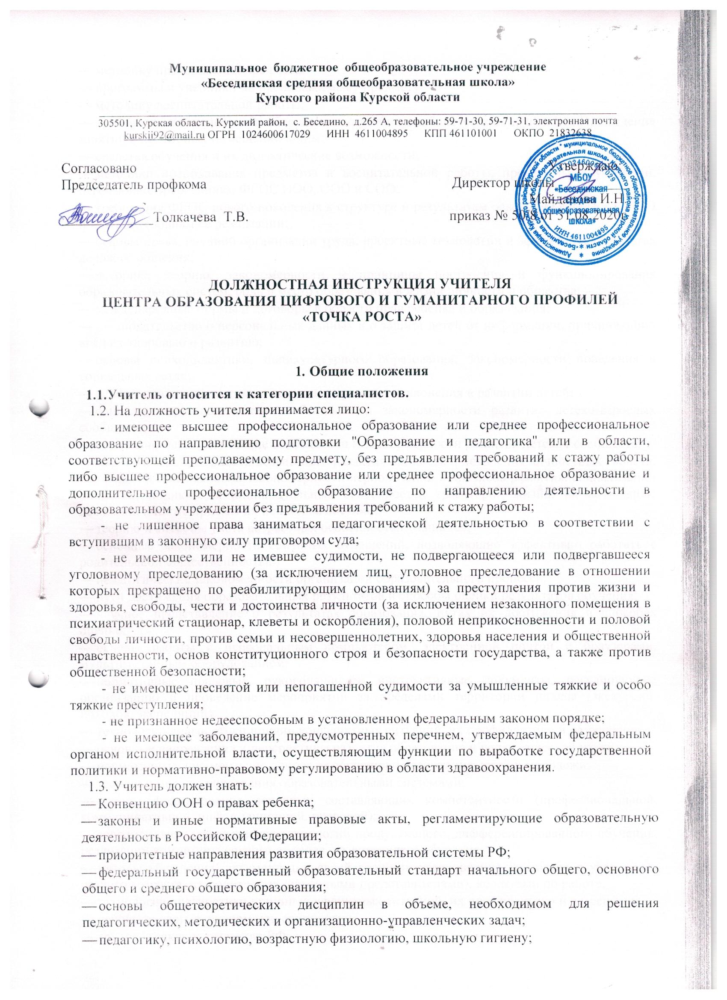 Муниципальное бюджетное общеобразовательное учреждение
«Бесединская средняя общеобразовательная школа»
Курского района Курской области
305501, Курская область, Курский район, с. Беседино, д.265 А, телефоны: 59-71-30, 59-71-31, электронная почта
kurskii92@mail.ru ОГРН 1024600617029 ИНН 4611004895 КПП 461101001 ОКПО 21832638
Согласовано
Председатель профкома
Толкачева Т.В.
Утверждаю:
Директор школы
Майданова И.Н.
приказ № от 31.08.2020г
МБОУ
«Бесединская
средняя
общеобразовательная
школа»
ИНН 4611004895
ДОЛЖНОСТНАЯ ИНСТРУКЦИЯ УЧИТЕЛЯ
ЦЕНТРА ОБРАЗОВАНИЯ ЦИФРОВОГО И ГУМАНИТАРНОГО ПРОФИЛЕЙ
«ТОЧКА РОСТА»
1. Общие положения
1.1.Учитель относится к категории специалистов.
1.2. На должность учителя принимается лицо:
- имеющее высшее профессиональное образование или среднее профессиональное
образование по направлению подготовки "Образование и педагогика" или в области,
соответствующей преподаваемому предмету, без предъявления требований к стажу работы
либо высшее профессиональное образование или среднее профессиональное образование и
дополнительное профессиональное образование по направлению деятельности в
образовательном учреждении без предъявления требований к стажу работы;
- не лишенное права заниматься педагогической деятельностью в соответствии с
вступившим в законную силу приговором суда;
- не имеющее или не имевшее судимости, не подвергающееся или подвергавшееся
уголовному преследованию (за исключением лиц, уголовное преследование в отношении
которых прекращено по реабилитирующим основаниям) за преступления против жизни и
здоровья, свободы, чести и достоинства личности (за исключением незаконного помещения в
психиатрический стационар, клеветы и оскорбления), половой неприкосновенности и половой
свободы личности, против семьи и несовершеннолетних, здоровья населения и общественной
нравственности, основ конституционного строя и безопасности государства, а также против
общественной безопасности;
- не имеющее неснятой или непогашенной судимости за умышленные тяжкие и особо
тяжкие преступления;
- не признанное недееспособным в установленном федеральным законом порядке;
- не имеющее заболеваний, предусмотренных перечнем, утверждаемым федеральным
органом исполнительной власти, осуществляющим функции по выработке государственной
политики и нормативно-правовому регулированию в области здравоохранения.
1.3. Учитель должен знать:
— Конвенцию ООН о правах ребенка;
— законы и иные нормативные правовые акты, регламентирующие образовательную
деятельность в Российской Федерации;
— приоритетные направления развития образовательной системы РФ;
— федеральный государственный образовательный стандарт начального общего, основного
общего и среднего общего образования;
— основы общетеоретических дисциплин в объеме, необходимом для решения
педагогических, методических и организационно-управленческих задач;
— педагогику, психологию, возрастную физиологию, школьную гигиену;